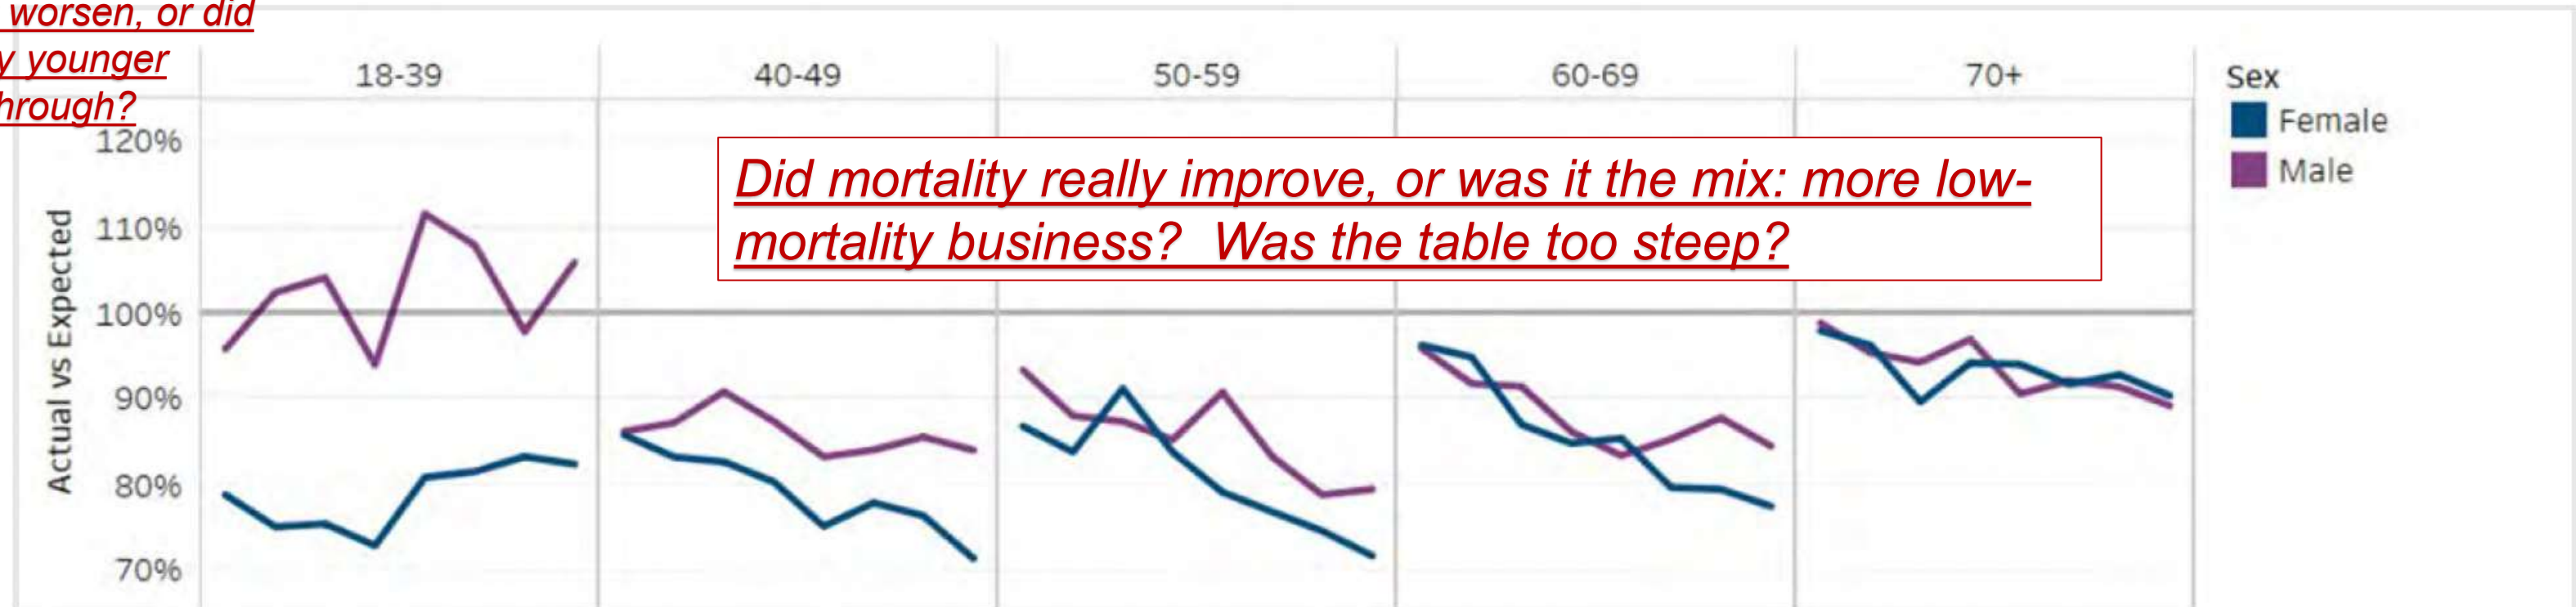 worsen, or did
y younger
hrough?
18-39 40-49 50-59 60-69 70+
Sex
Female
Male
120%
110%
100%
90%
80%
70%
Actual vs Expected
Did mortality really improve, or was it the mix: more low-
mortality business? Was the table too steep?